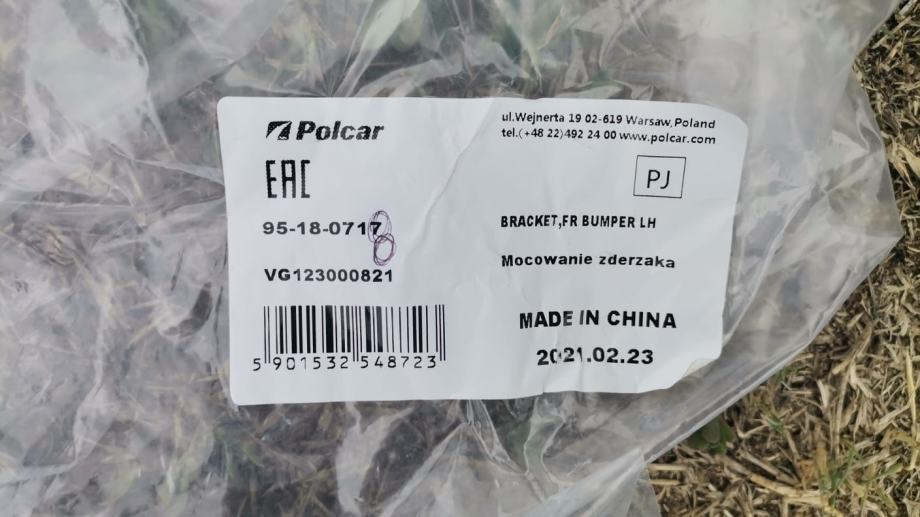 Polcar
ul.Wejnerta 19 02-619 Warsaw, Poland
tel.(+48 22)492 24 00 www.polcar.com
EAC
PJ
95-18-0717
BRACKET,FR BUMPER LH
VG123000821
Mocowanie zderzaka
MADE IN CHINA
2021.02.23
5 901532 548723